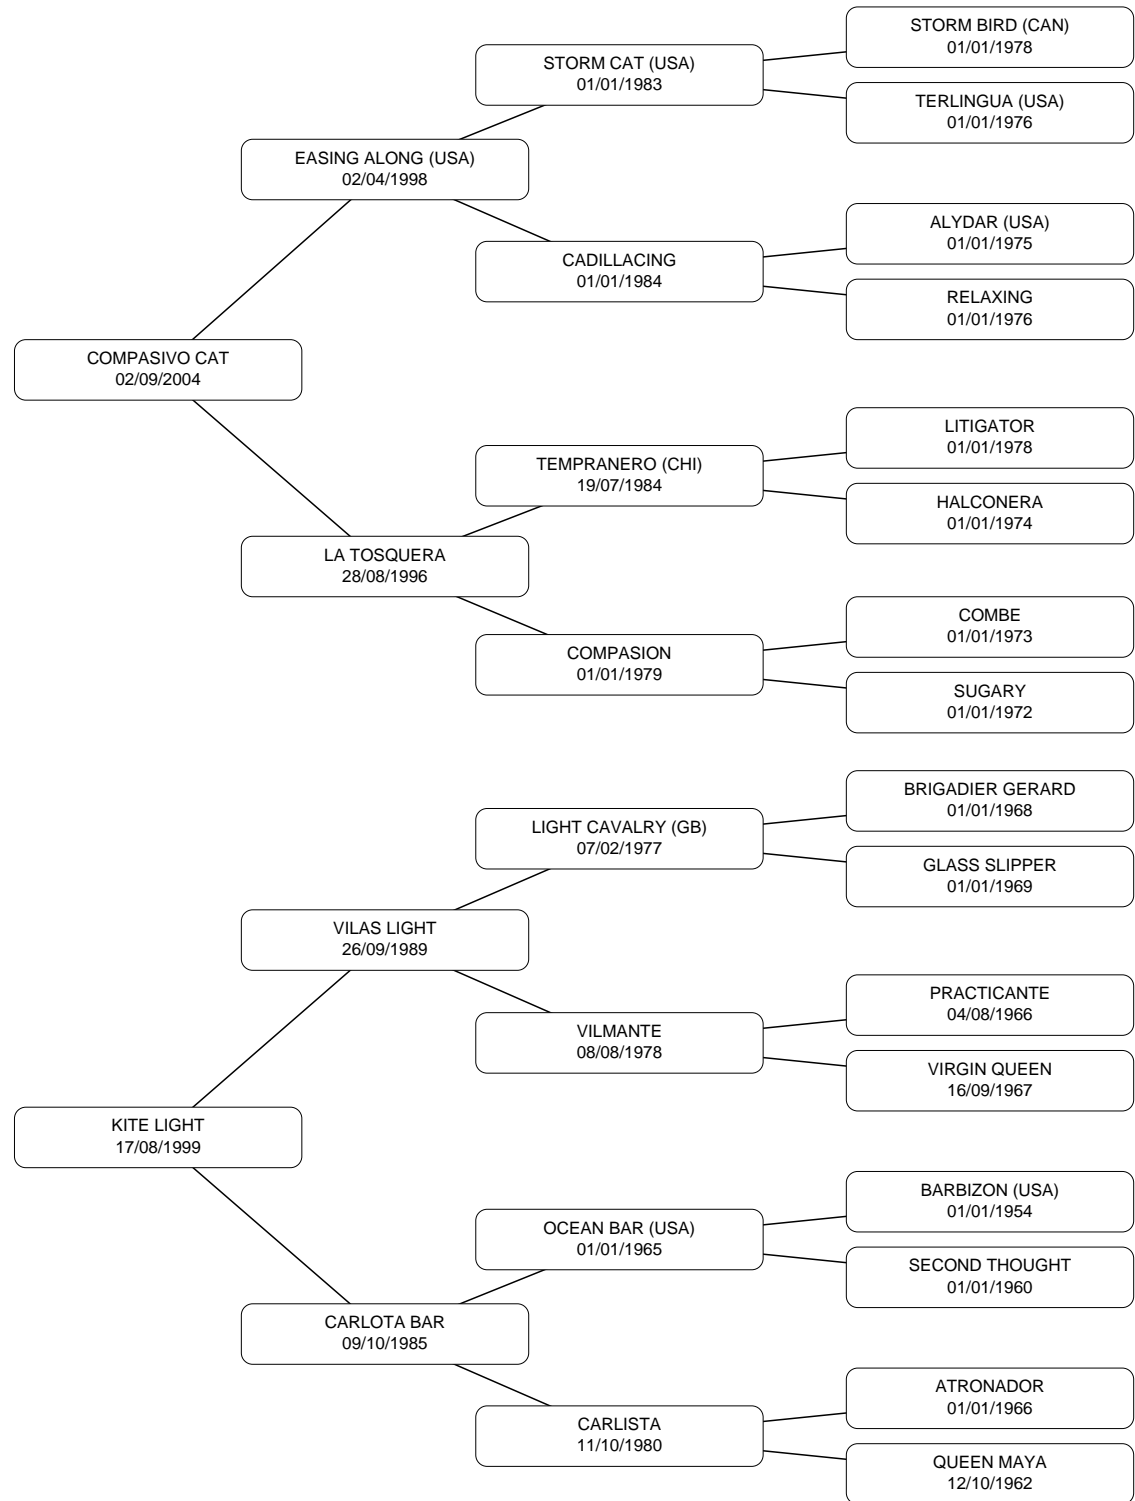 STORM BIRD (CAN)
01/01/1978
STORM CAT (USA)
01/01/1983
TERLINGUA (USA)
01/01/1976
EASING ALONG (USA)
02/04/1998
ALYDAR (USA)
01/01/1975
CADILLACING
01/01/1984
RELAXING
01/01/1976
COMPASIVO CAT
02/09/2004
LITIGATOR
01/01/1978
TEMPRANERO (CHI)
19/07/1984
HALCONERA
01/01/1974
LA TOSQUERA
28/08/1996
COMBE
01/01/1973
COMPASION
01/01/1979
SUGARY
01/01/1972
BRIGADIER GERARD
01/01/1968
LIGHT CAVALRY (GB)
07/02/1977
GLASS SLIPPER
01/01/1969
VILAS LIGHT
26/09/1989
PRACTICANTE
04/08/1966
VILMANTE
08/08/1978
VIRGIN QUEEN
16/09/1967
KITE LIGHT
17/08/1999
BARBIZON (USA)
01/01/1954
OCEAN BAR (USA)
01/01/1965
SECOND THOUGHT
01/01/1960
CARLOTA BAR
09/10/1985
ATRONADOR
01/01/1966
CARLISTA
11/10/1980
QUEEN MAYA
12/10/1962